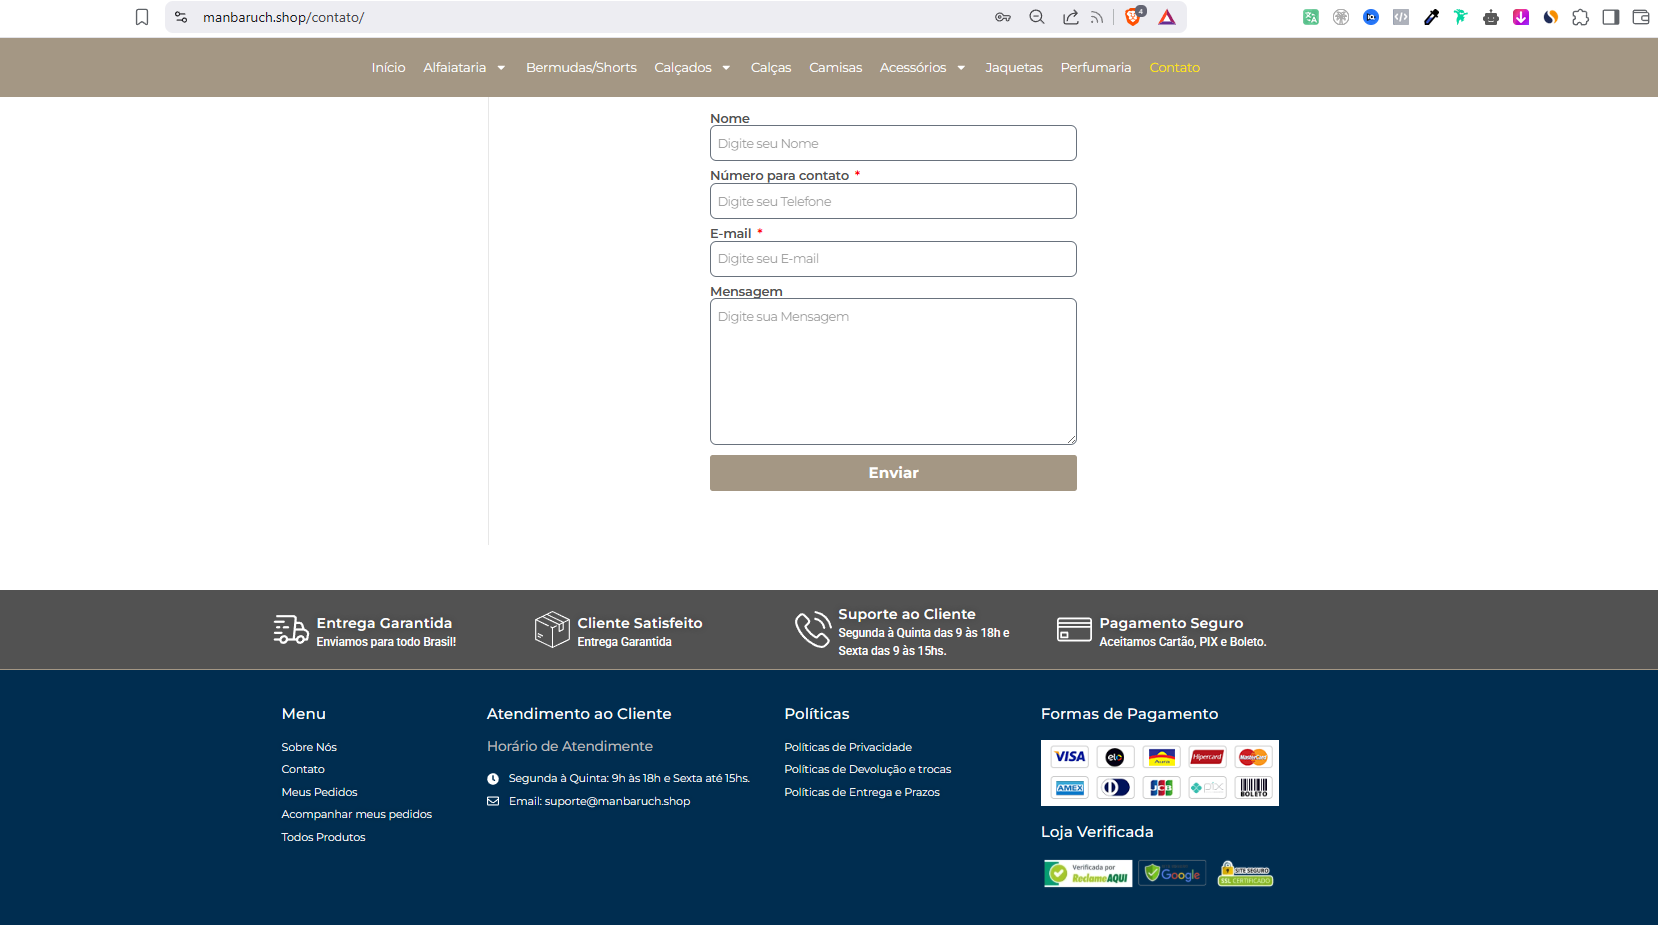 manbaruch.shop/contato/
4
Início Alfaiataria Bermudas/Shorts Calçados Calças Camisas Acessórios Jaquetas Perfumaria Contato
Nome
Digite seu Nome
Número para contato *
Digite seu Telefone
E-mail *
Digite seu E-mail
Mensagem
Digite sua Mensagem
Enviar
Entrega Garantida
Enviamos para todo Brasil!
Cliente Satisfeito
Entrega Garantida
Suporte ao Cliente
Segunda à Quinta das 9 às 18h e
Sexta das 9 às 15hs.
Pagamento Seguro
Aceitamos Cartão, PIX e Boleto.
Menu
Sobre Nós
Contato
Meus Pedidos
Acompanhar meus pedidos
Todos Produtos
Atendimento ao Cliente
Horário de Atendimento
Segunda à Quinta: 9h às 18h e Sexta até 15hs.
Email: suporte@manbaruch.shop
Políticas
Políticas de Privacidade
Políticas de Devolução e trocas
Políticas de Entrega e Prazos
Formas de Pagamento
VISA elo Hipercard MasterCard
AMEX JCB pix BOLETO
Loja Verificada
Verificada por
ReclameAQUI
Google
SITE SEGURO
SSL CERTIFICADO